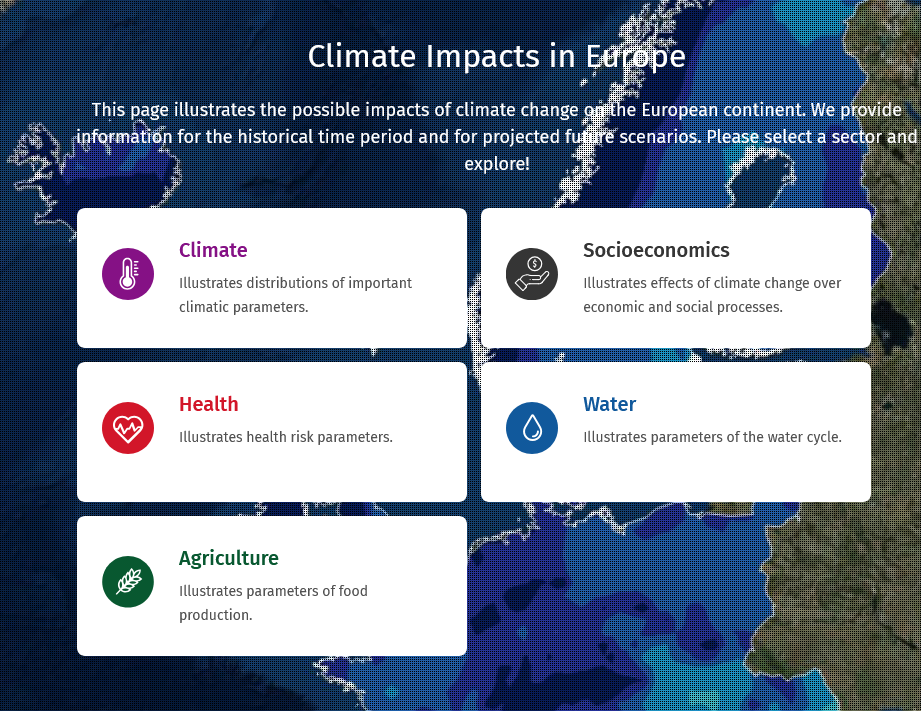 Climate Impacts in Europe
This page illustrates the possible impacts of climate change on the European continent. We provide
information for the historical time period and for projected future scenarios. Please select a sector and
explore!
Climate
Illustrates distributions of important
climatic parameters.
Socioeconomics
Illustrates effects of climate change over
economic and social processes.
Health
Illustrates health risk parameters.
Water
Illustrates parameters of the water cycle.
Agriculture
Illustrates parameters of food
production.